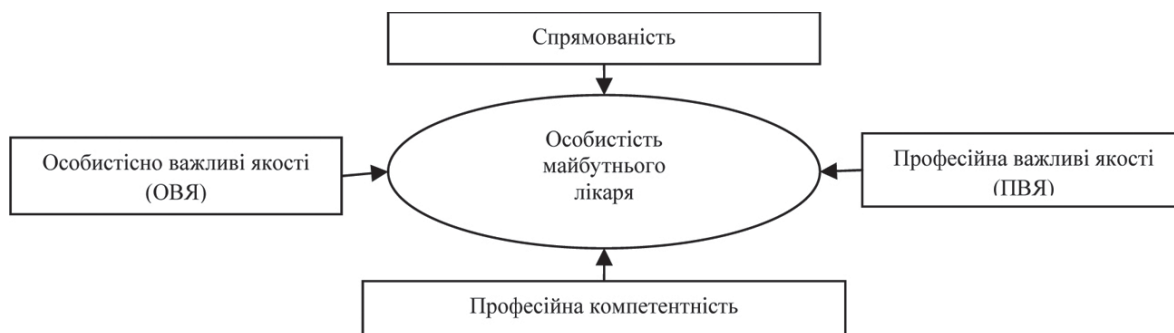 Спрямованість
Особистісно важливі якості
(ОВЯ)
Особистість
майбутнього
лікаря
Професійна важливі якості
(ПВЯ)
Професійна компетентність